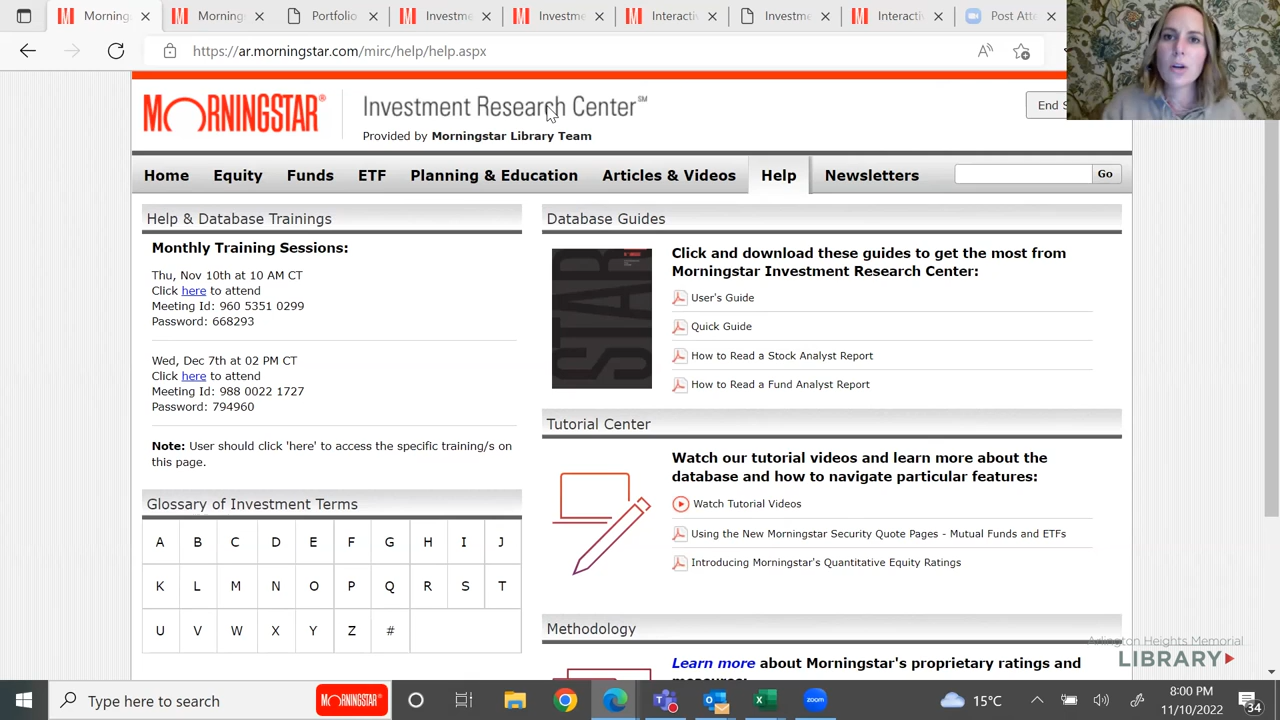 Morning
Morning
Portfolio
Investme
Investme
Interacti
Investme
Interacti
Post Atte
https://ar.morningstar.com/mirc/help/help.aspx
MORNINGSTAR®
Investment Research Center℠
Provided by Morningstar Library Team
End S
Home
Equity
Funds
ETF
Planning & Education
Articles & Videos
Help
Newsletters
Go
Help & Database Trainings
Monthly Training Sessions:
Thu, Nov 10th at 10 AM CT
Click here to attend
Meeting Id: 960 5351 0299
Password: 668293
Wed, Dec 7th at 02 PM CT
Click here to attend
Meeting Id: 988 0022 1727
Password: 794960
Note: User should click 'here' to access the specific training/s on
this page.
Glossary of Investment Terms
A B C D E F G H I J
K L M N O P Q R S T
U V W X Y Z #
Database Guides
STAR
Click and download these guides to get the most from
Morningstar Investment Research Center:
User's Guide
Quick Guide
How to Read a Stock Analyst Report
How to Read a Fund Analyst Report
Tutorial Center
Watch our tutorial videos and learn more about the
database and how to navigate particular features:
Watch Tutorial Videos
Using the New Morningstar Security Quote Pages - Mutual Funds and ETFs
Introducing Morningstar's Quantitative Equity Ratings
Methodology
Learn more about Morningstar's proprietary ratings and
measures:
Arlington Heights Memorial
LIBRARY
Type here to search
MORNINGSTAR
zoom
15°C
8:00 PM
11/10/2022
34